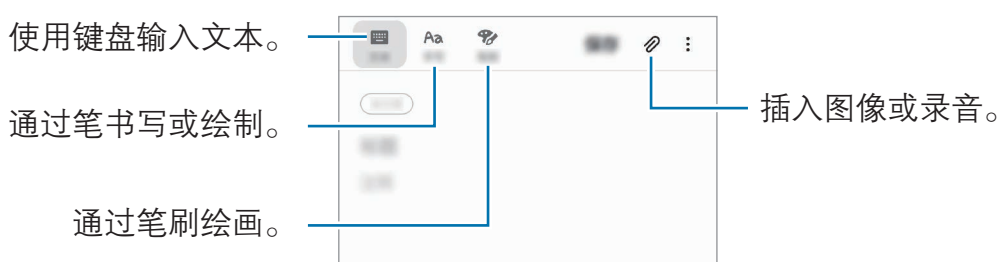 使用键盘输入文本。
Aa
通过笔书写或绘制。
插入图像或录音。
通过笔刷绘画。